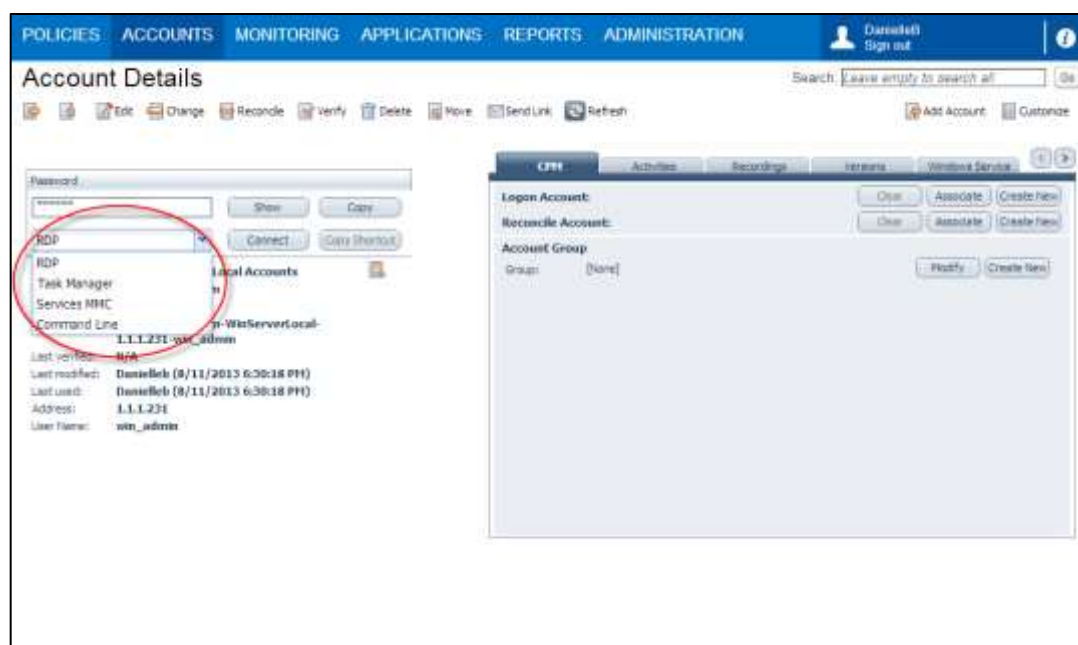 POLICIES ACCOUNTS MONITORING APPLICATIONS REPORTS ADMINISTRATION
DanielleB
Sign out
Account Details
Search: Leave empty to search all Go
Edit Change Reconcile Verify Delete Move Send Link Refresh Add Account Customize
CPM Activities Recordings Versions Windows Service
Password
******* Show Copy
RDP Connect Copy Shortcut
RDP
Task Manager
Services MMC
Command Line
Local Accounts
-WinServerLocal-
1.1.1.231-win_admin
Last verified: N/A
Last modified: Danielleb (8/11/2013 6:30:18 PM)
Last used: Danielleb (8/11/2013 6:30:18 PM)
Address: 1.1.1.231
User Name: win_admin
Logon Account: Clear Associate Create New
Reconcile Account: Clear Associate Create New
Account Group
Group: [None] Modify Create New